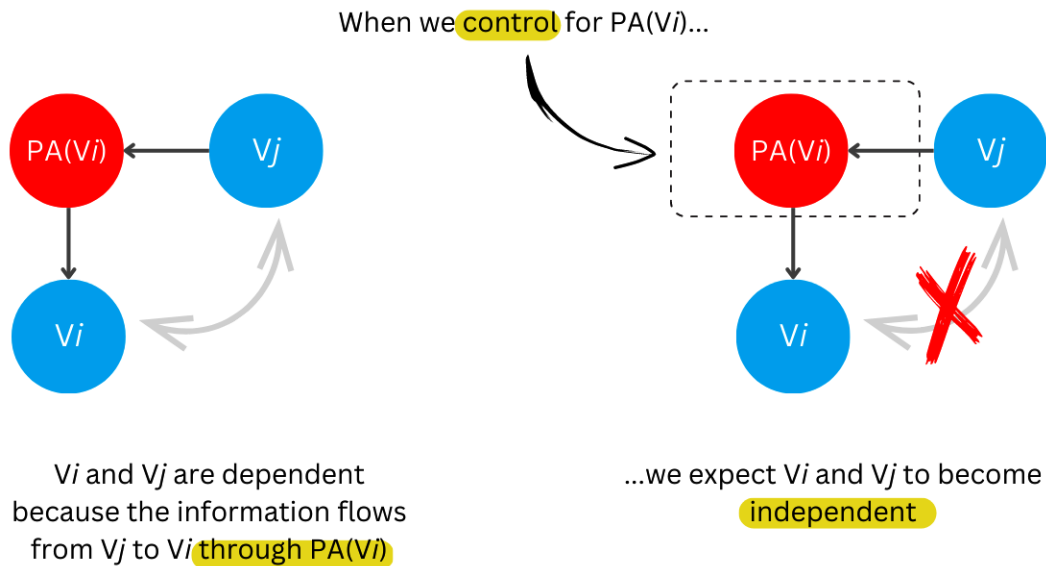 When we control for PA(Vi)...
PA(Vi)
Vj
PA(Vi)
Vj
Vi
Vi
Vi and Vj are dependent
because the information flows
from Vj to Vi through PA(Vi)
...we expect Vi and Vj to become
independent